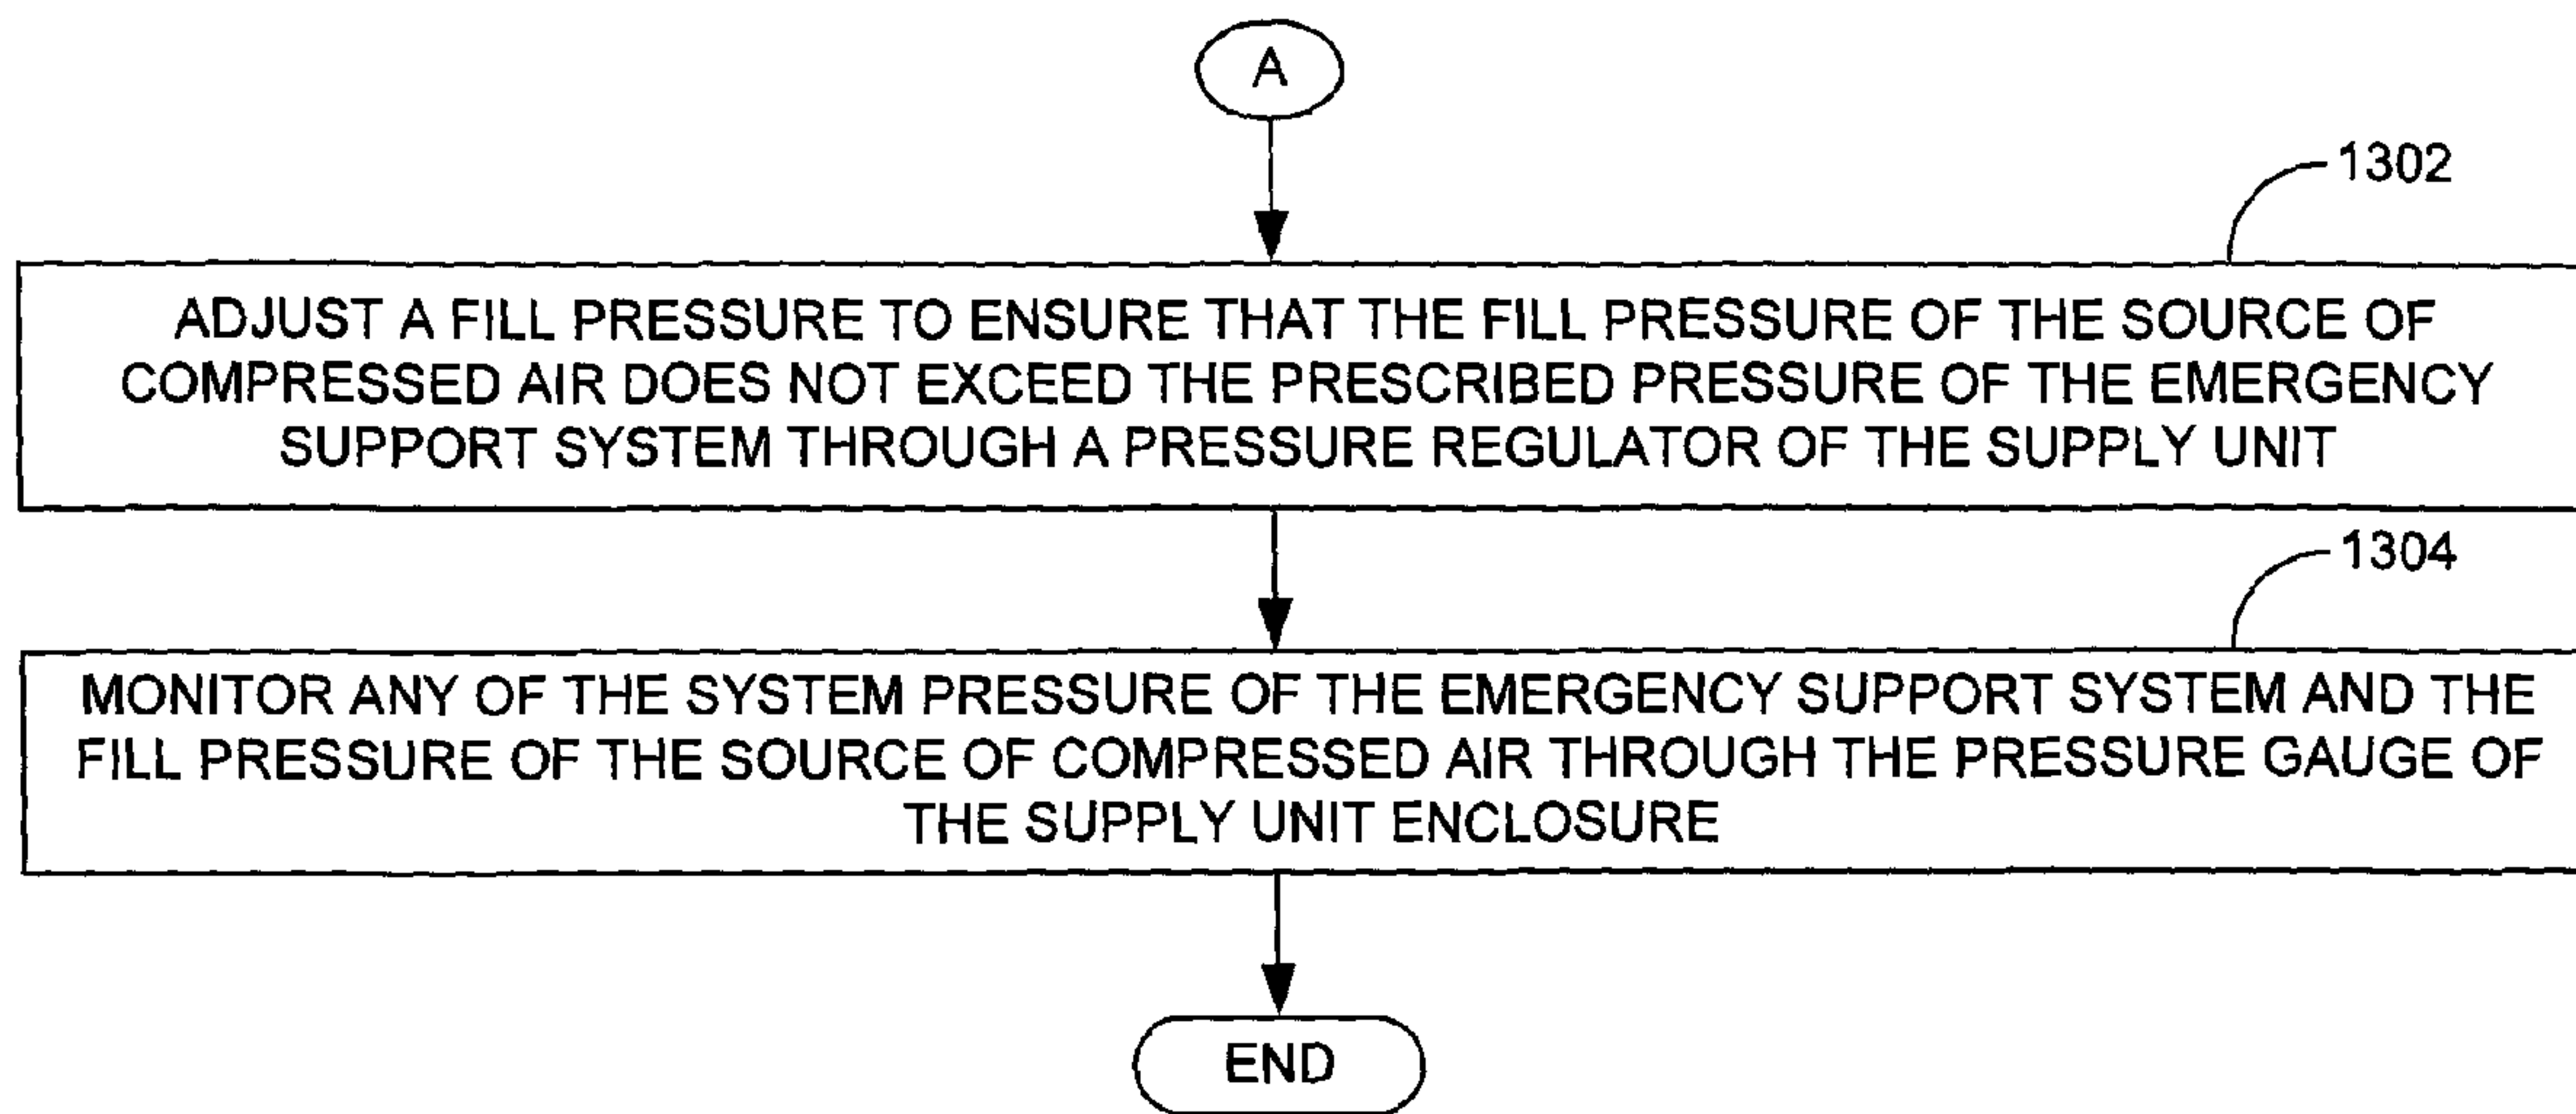 A
1302
ADJUST A FILL PRESSURE TO ENSURE THAT THE FILL PRESSURE OF THE SOURCE OF
COMPRESSED AIR DOES NOT EXCEED THE PRESCRIBED PRESSURE OF THE EMERGENCY
SUPPORT SYSTEM THROUGH A PRESSURE REGULATOR OF THE SUPPLY UNIT
1304
MONITOR ANY OF THE SYSTEM PRESSURE OF THE EMERGENCY SUPPORT SYSTEM AND THE
FILL PRESSURE OF THE SOURCE OF COMPRESSED AIR THROUGH THE PRESSURE GAUGE OF
THE SUPPLY UNIT ENCLOSURE
END